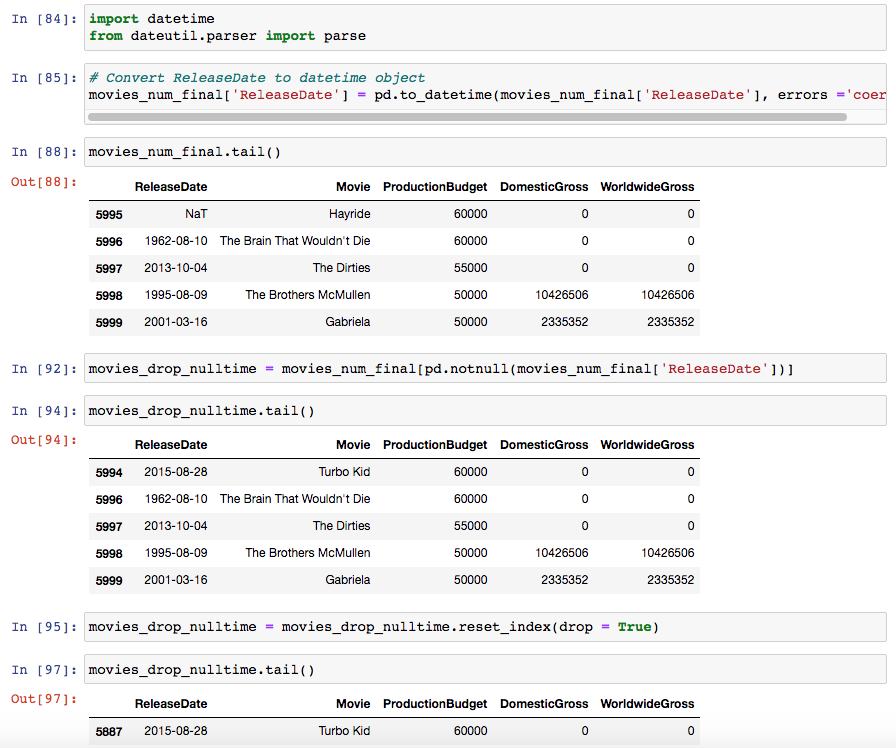 In [84]: import datetime
from dateutil.parser import parse
In [85]: # Convert ReleaseDate to datetime object
movies_num_final['ReleaseDate'] = pd.to_datetime(movies_num_final['ReleaseDate'], errors ='coer
In [88]: movies_num_final.tail()
Out[88]: ReleaseDate Movie ProductionBudget DomesticGross WorldwideGross
5995 NaT Hayride 60000 0 0
5996 1962-08-10 The Brain That Wouldn't Die 60000 0 0
5997 2013-10-04 The Dirties 55000 0 0
5998 1995-08-09 The Brothers McMullen 50000 10426506 10426506
5999 2001-03-16 Gabriela 50000 2335352 2335352
In [92]: movies_drop_nulltime = movies_num_final[pd.notnull(movies_num_final['ReleaseDate'])]
In [94]: movies_drop_nulltime.tail()
Out[94]: ReleaseDate Movie ProductionBudget DomesticGross WorldwideGross
5994 2015-08-28 Turbo Kid 60000 0 0
5996 1962-08-10 The Brain That Wouldn't Die 60000 0 0
5997 2013-10-04 The Dirties 55000 0 0
5998 1995-08-09 The Brothers McMullen 50000 10426506 10426506
5999 2001-03-16 Gabriela 50000 2335352 2335352
In [95]: movies_drop_nulltime = movies_drop_nulltime.reset_index(drop = True)
In [97]: movies_drop_nulltime.tail()
Out[97]: ReleaseDate Movie ProductionBudget DomesticGross WorldwideGross
5887 2015-08-28 Turbo Kid 60000 0 0